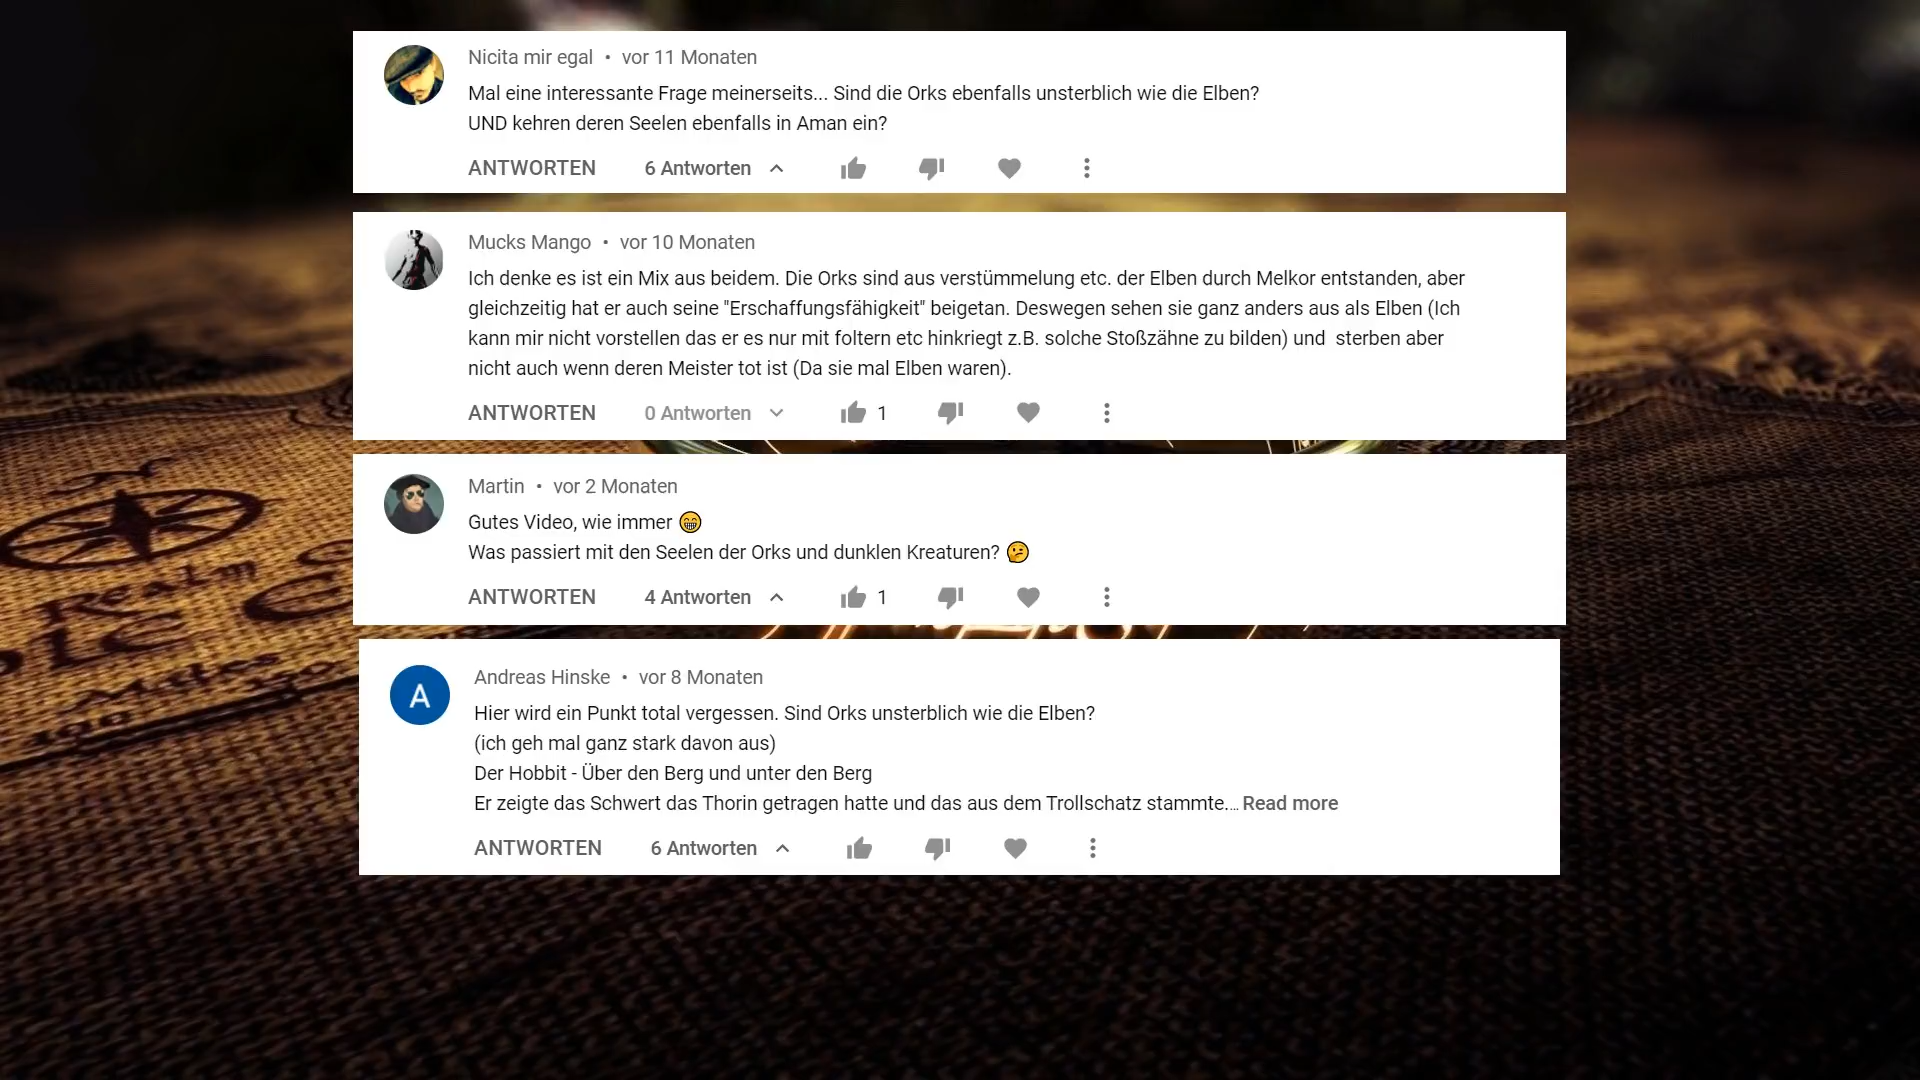 Nicita mir egal • vor 11 Monaten
Mal eine interessante Frage meinerseits... Sind die Orks ebenfalls unsterblich wie die Elben?
UND kehren deren Seelen ebenfalls in Aman ein?
ANTWORTEN 6 Antworten
Mucks Mango • vor 10 Monaten
Ich denke es ist ein Mix aus beidem. Die Orks sind aus verstümmelung etc. der Elben durch Melkor entstanden, aber
gleichzeitig hat er auch seine "Erschaffungsfähigkeit" beigetan. Deswegen sehen sie ganz anders aus als Elben (Ich
kann mir nicht vorstellen das er es nur mit foltern etc hinkriegt z.B. solche Stoßzähne zu bilden) und  sterben aber
nicht auch wenn deren Meister tot ist (Da sie mal Elben waren).
ANTWORTEN 0 Antworten 1
Martin • vor 2 Monaten
Gutes Video, wie immer 😁
Was passiert mit den Seelen der Orks und dunklen Kreaturen? 🤔
ANTWORTEN 4 Antworten 1
A
Andreas Hinske • vor 8 Monaten
Hier wird ein Punkt total vergessen. Sind Orks unsterblich wie die Elben?
(ich geh mal ganz stark davon aus)
Der Hobbit - Über den Berg und unter den Berg
Er zeigte das Schwert das Thorin getragen hatte und das aus dem Trollschatz stammte.... Read more
ANTWORTEN 6 Antworten
Realm